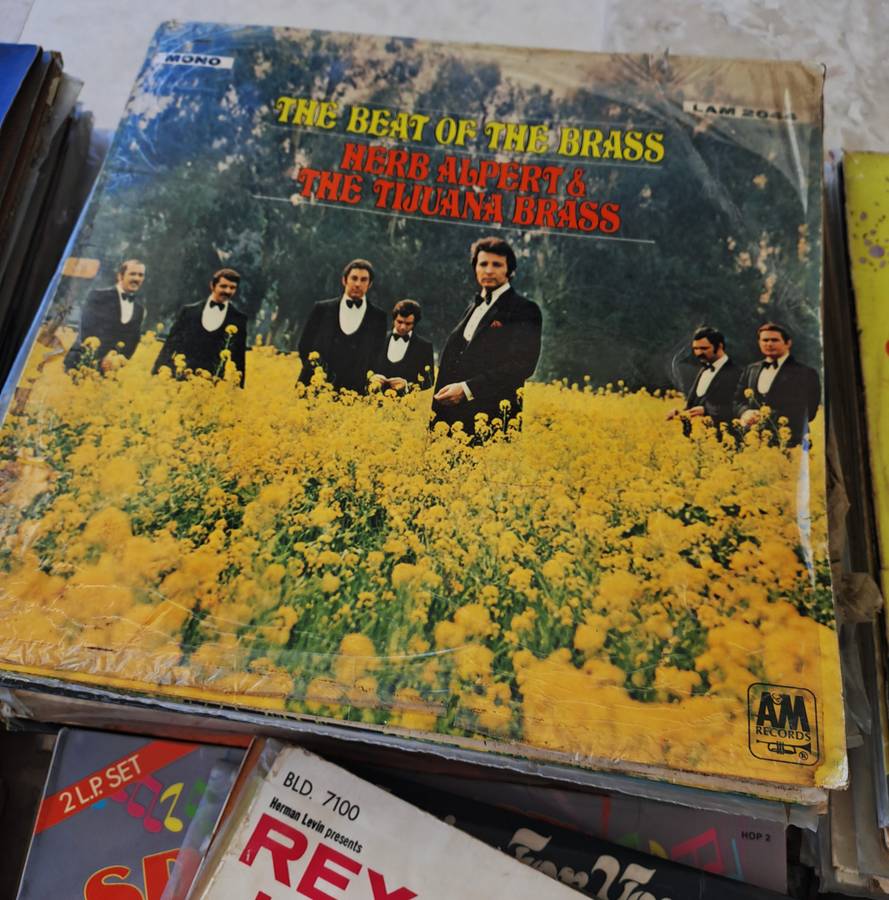 MONO
LAM 2044
THE BEAT OF THE BRASS
HERB ALPERT &
THE TIJUANA BRASS
AM
RECORDS
®
2 L.P. SET
BLD. 7100
Herman Levin presents
REX
HOP 2
For